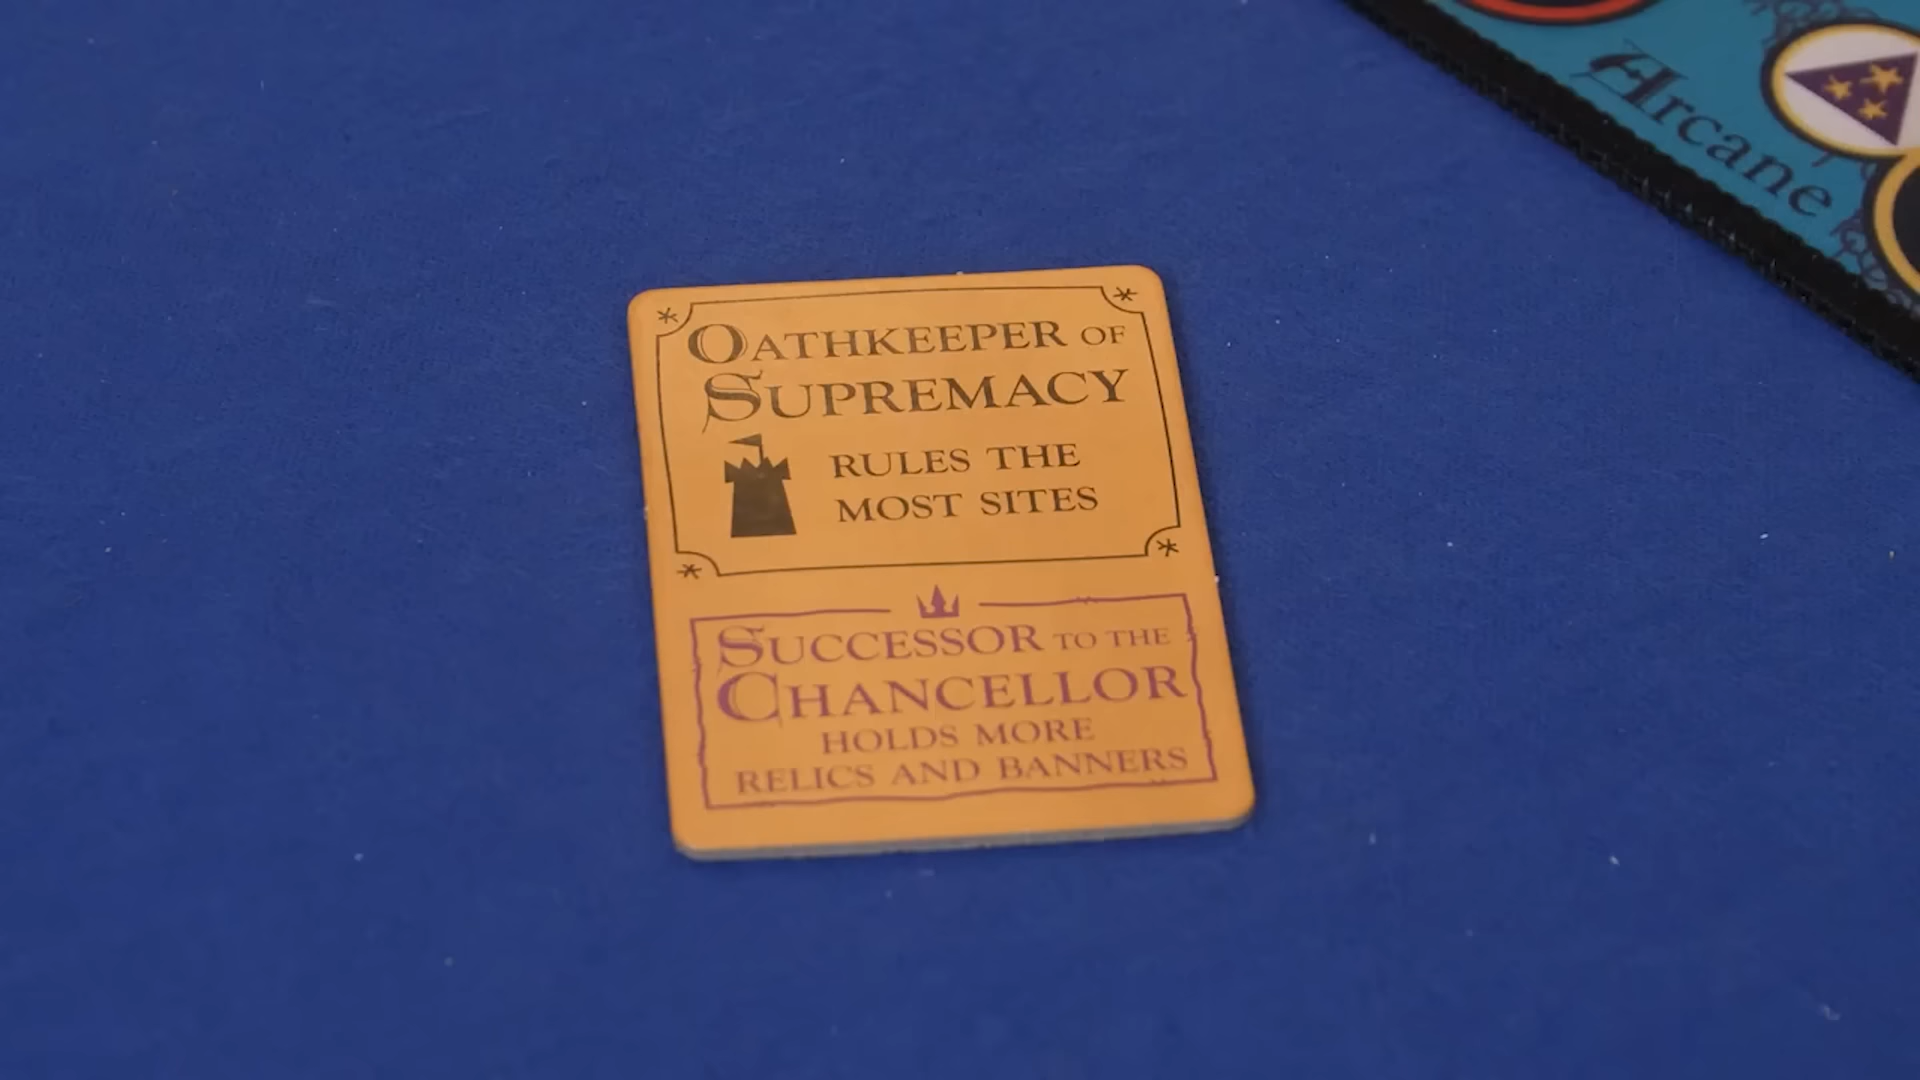 Arcane
OATHKEEPER OF
SUPREMACY
RULES THE
MOST SITES
SUCCESSOR TO THE
CHANCELLOR
HOLDS MORE
RELICS AND BANNERS